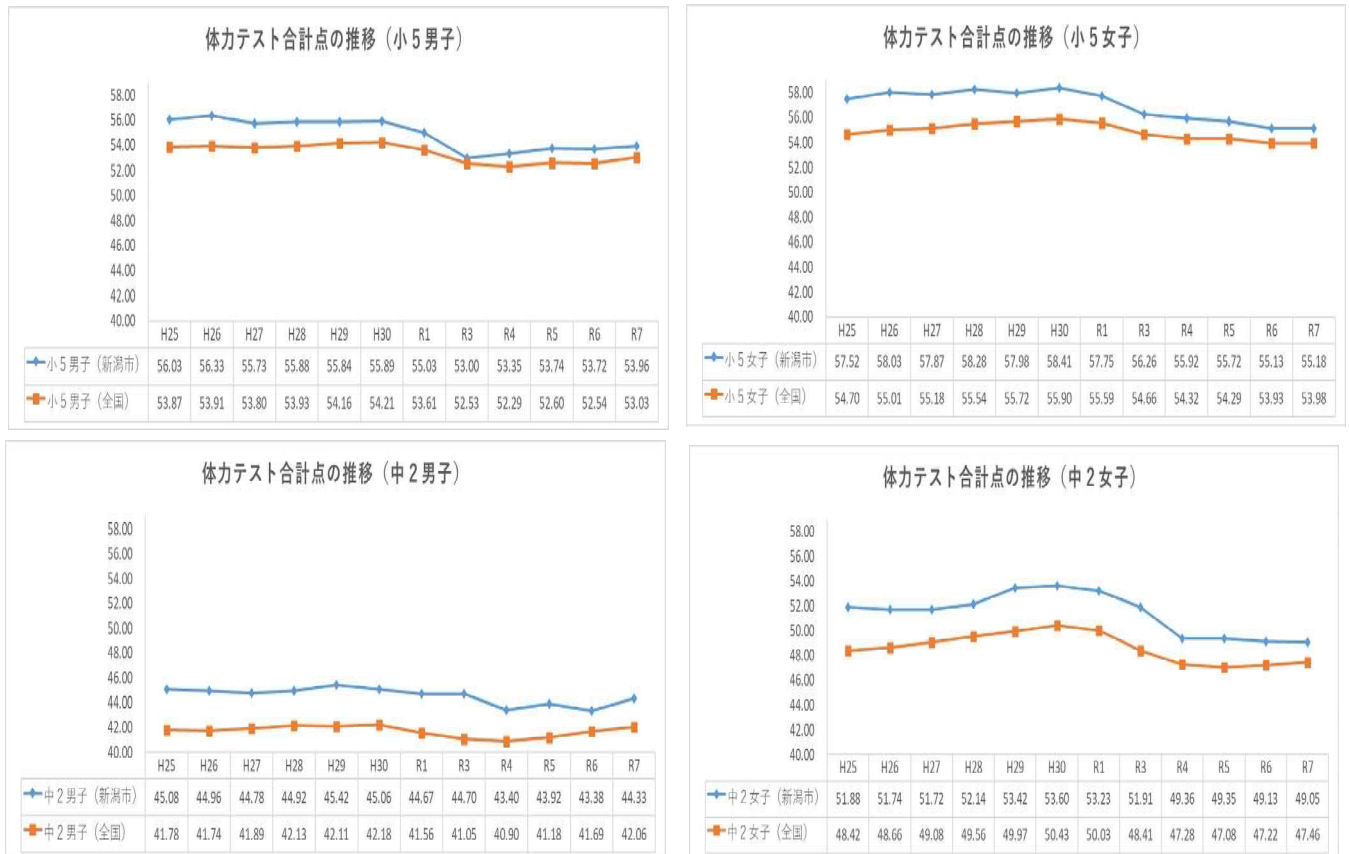 体力テスト合計点の推移（小５男子）
58.00
56.00
54.00
52.00
50.00
48.00
46.00
44.00
42.00
40.00
H25 H26 H27 H28 H29 H30 R1 R3 R4 R5 R6 R7
小５男子（新潟市） 56.03 56.33 55.73 55.88 55.84 55.89 55.03 53.00 53.35 53.74 53.72 53.96
小５男子（全国） 53.87 53.91 53.80 53.93 54.16 54.21 53.61 52.53 52.29 52.60 52.54 53.03
体力テスト合計点の推移（小５女子）
58.00
56.00
54.00
52.00
50.00
48.00
46.00
44.00
42.00
40.00
H25 H26 H27 H28 H29 H30 R1 R3 R4 R5 R6 R7
小５女子（新潟市） 57.52 58.03 57.87 58.28 57.98 58.41 57.75 56.26 55.92 55.72 55.13 55.18
小５女子（全国） 54.70 55.01 55.18 55.54 55.72 55.90 55.59 54.66 54.32 54.29 53.93 53.98
体力テスト合計点の推移（中２男子）
58.00
56.00
54.00
52.00
50.00
48.00
46.00
44.00
42.00
40.00
H25 H26 H27 H28 H29 H30 R1 R3 R4 R5 R6 R7
中２男子（新潟市） 45.08 44.96 44.78 44.92 45.42 45.06 44.67 44.70 43.40 43.92 43.38 44.33
中２男子（全国） 41.78 41.74 41.89 42.13 42.11 42.18 41.56 41.05 40.90 41.18 41.69 42.06
体力テスト合計点の推移（中２女子）
58.00
56.00
54.00
52.00
50.00
48.00
46.00
44.00
42.00
40.00
H25 H26 H27 H28 H29 H30 R1 R3 R4 R5 R6 R7
中２女子（新潟市） 51.88 51.74 51.72 52.14 53.42 53.60 53.23 51.91 49.36 49.35 49.13 49.05
中２女子（全国） 48.42 48.66 49.08 49.56 49.97 50.43 50.03 48.41 47.28 47.08 47.22 47.46